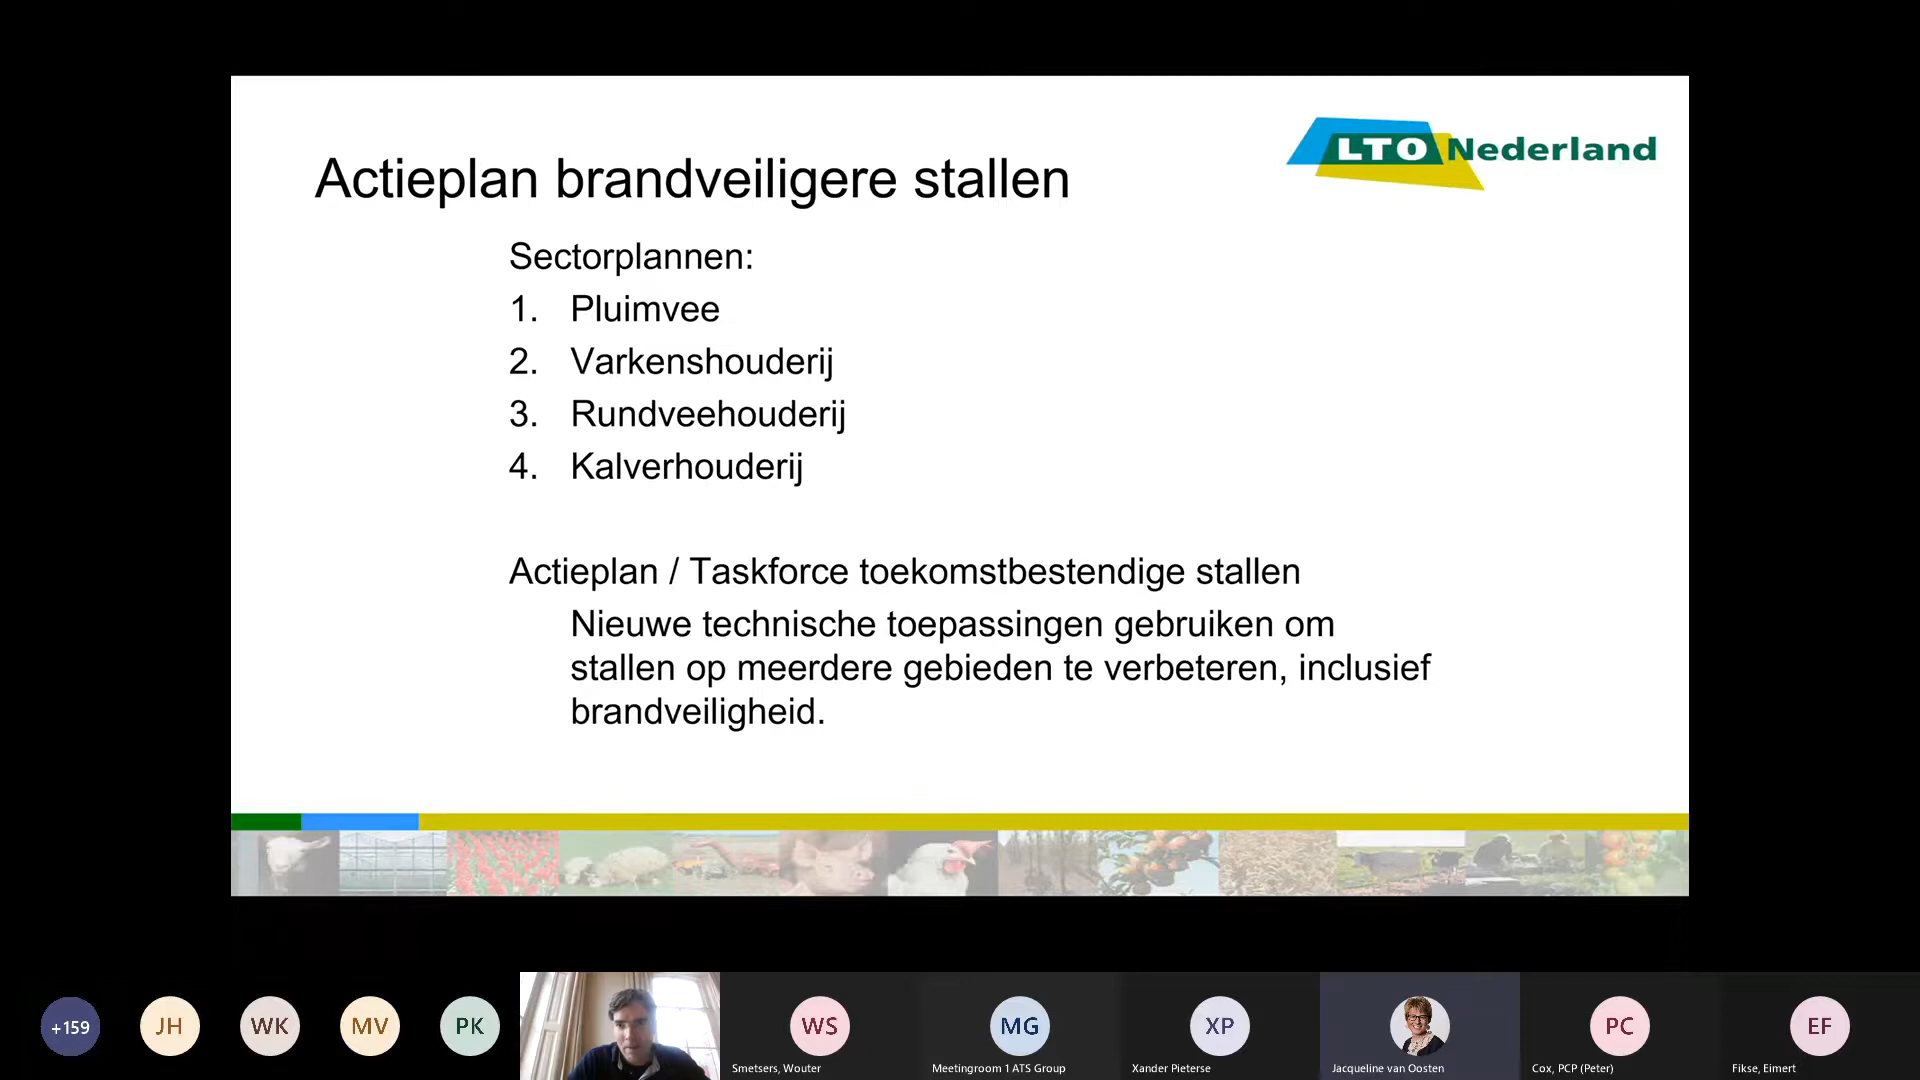 LTO Nederland
Actieplan brandveiligere stallen
Sectorplannen:
1. Pluimvee
2. Varkenshouderij
3. Rundveehouderij
4. Kalverhouderij
Actieplan / Taskforce toekomstbestendige stallen
Nieuwe technische toepassingen gebruiken om
stallen op meerdere gebieden te verbeteren, inclusief
brandveiligheid.
+159 JH WK MV PK WS MG XP PC EF
Smetsers, Wouter Meetingroom 1 ATS Group Xander Pieterse Jacqueline van Oosten Cox, PCP (Peter) Fikse, Eimert